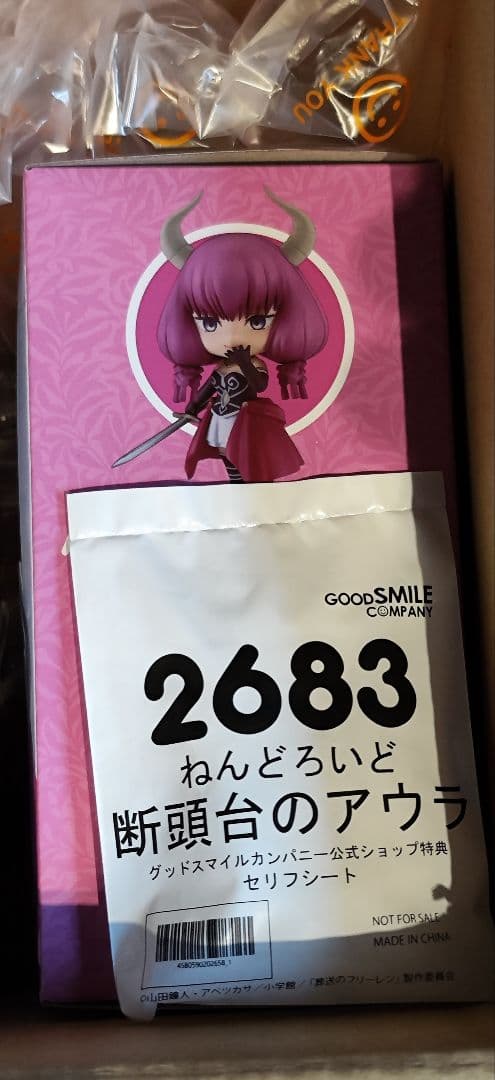 THANK YOU
GOODSMILE
COMPANY
2683
ねんどろいど
断頭台のアウラ
グッドスマイルカンパニー公式ショップ特典
セリフシート
NOT FOR SALE
MADE IN CHINA
4580590202658_1
©山田鐘人・アベツカサ/小学館/「葬送のフリーレン」製作委員会